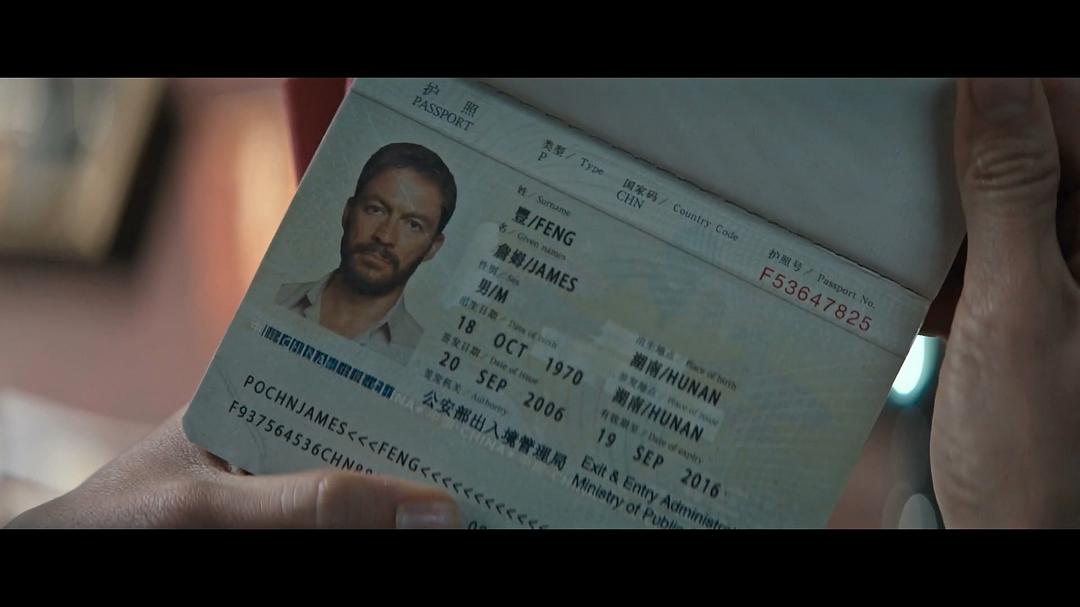 护 照
PASSPORT
类型 / Type
P
国家码 / Country Code
CHN
护照号 / Passport No.
F53647825
姓 / Surname
豐/FENG
名 / Given names
詹姆/JAMES
性别 / Sex
男/M
出生日期 / Date of birth
18 OCT 1970
出生地点 / Place of birth
湖南/HUNAN
签发日期 / Date of issue
20 SEP 2006
签发地点 / Place of issue
湖南/HUNAN
签发机关 / Authority
公安部出入境管理局
有效期至 / Date of expiry
19 SEP 2016
Exit & Entry Administrat
Ministry of Public
POCHNJAMES<<<FENG<<<<<<<<<<<
F937564536CHN